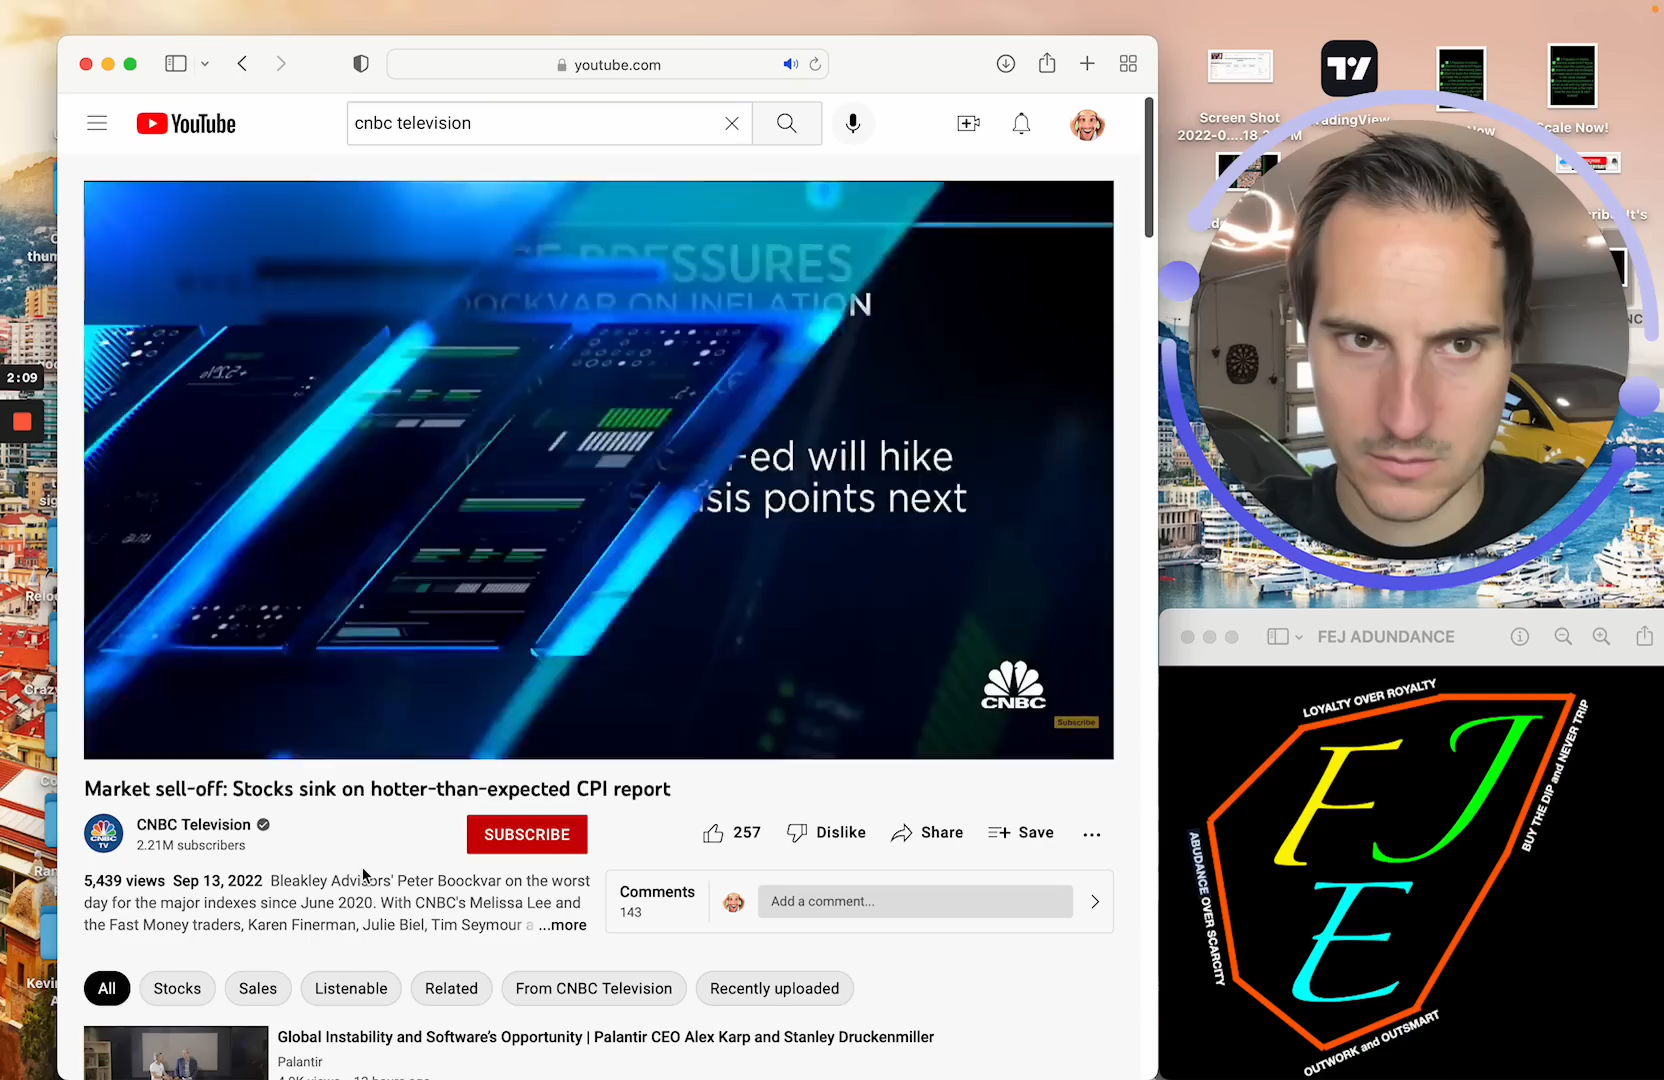 youtube.com
YouTube
cnbc television
PRESSURES
ON INFLATION
ed will hike
points next
CNBC
Subscribe
Market sell-off: Stocks sink on hotter-than-expected CPI report
CNBC Television
2.21M subscribers
SUBSCRIBE
257
Dislike
Share
Save
...
5,439 views Sep 13, 2022 Bleakley Advisors' Peter Boockvar on the worst
day for the major indexes since June 2020. With CNBC's Melissa Lee and
the Fast Money traders, Karen Finerman, Julie Biel, Tim Seymour a ...more
Comments
143
Add a comment...
All
Stocks
Sales
Listenable
Related
From CNBC Television
Recently uploaded
Global Instability and Software's Opportunity | Palantir CEO Alex Karp and Stanley Druckenmiller
Palantir
2:09
Screen Shot
2022-0....18.
TradingView
Now
Scale Now!
FEJ ADUNDANCE
LOYALTY OVER ROYALTY
BUY THE DIP and NEVER TRIP
ABUDANCE OVER SCARCITY
OUTWORK and OUTSMART
F
J
E